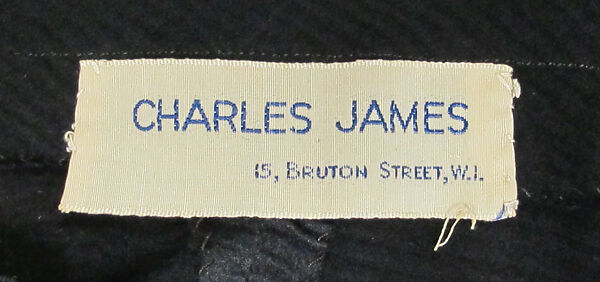 CHARLES JAMES
15, BRUTON STREET, W.1.